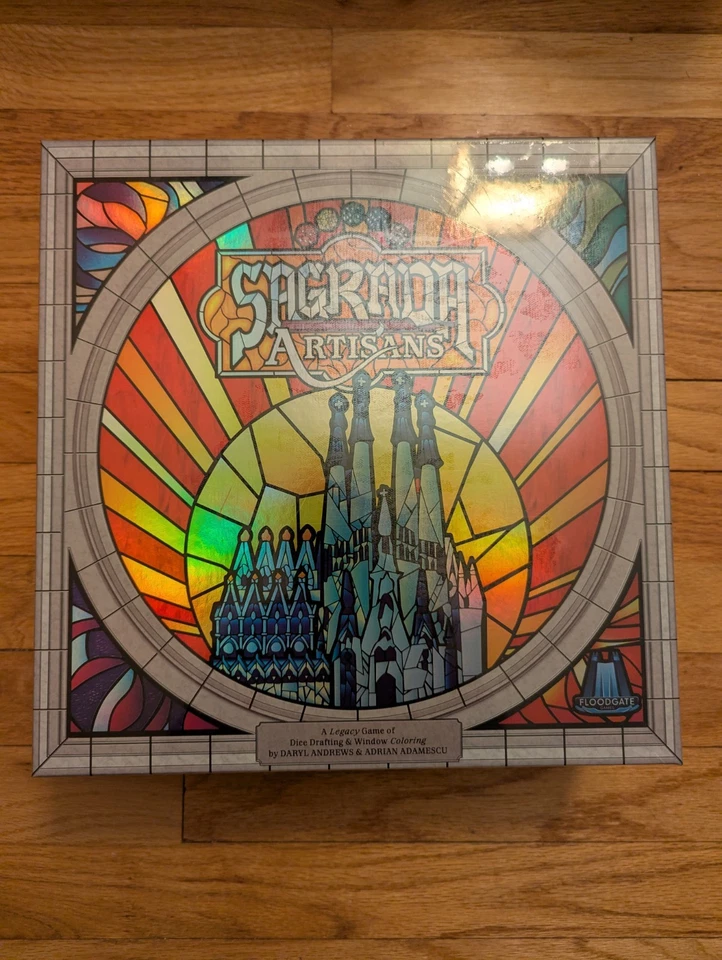 SAGRADA
ARTISANS
FLOODGATE
A Legacy Game of
Dice Drafting & Window Coloring
by DARYL ANDREWS & ADRIAN ADAMESCU